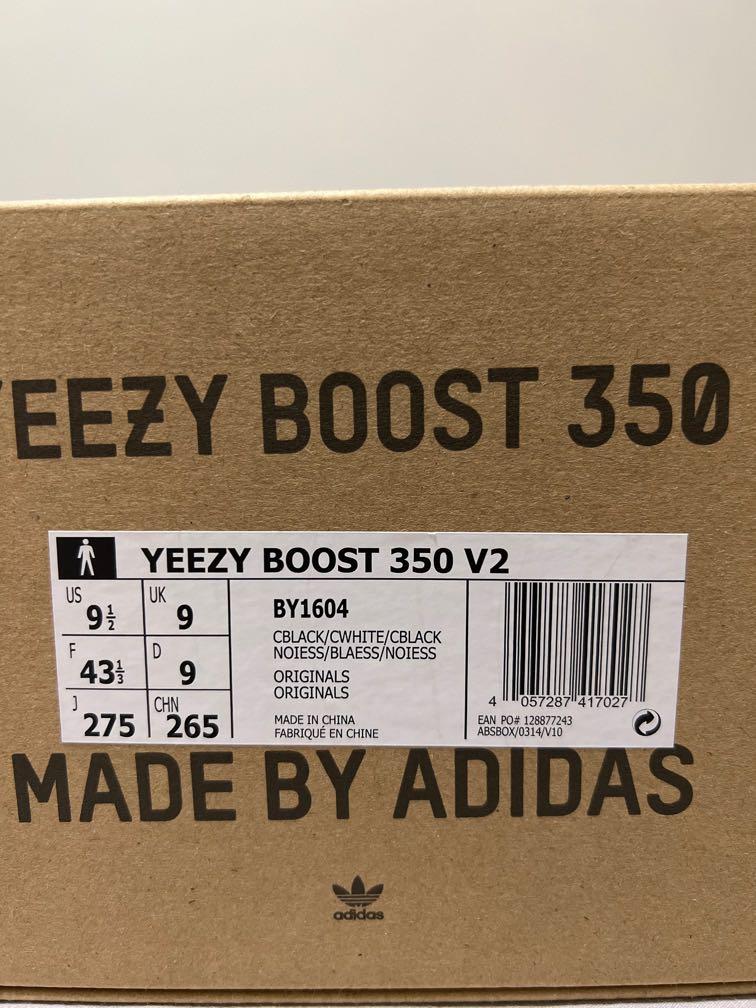 YEEZY BOOST 350
YEEZY BOOST 350 V2
US 9½ UK 9
F 43⅓ D 9
J 275 CHN 265
BY1604
CBLACK/CWHITE/CBLACK
NOIESS/BLAESS/NOIESS
ORIGINALS
ORIGINALS
MADE IN CHINA
FABRIQUÉ EN CHINE
4 057287 417027
EAN PO# 128877243
ABSBOX/0314/V10
MADE BY ADIDAS
adidas